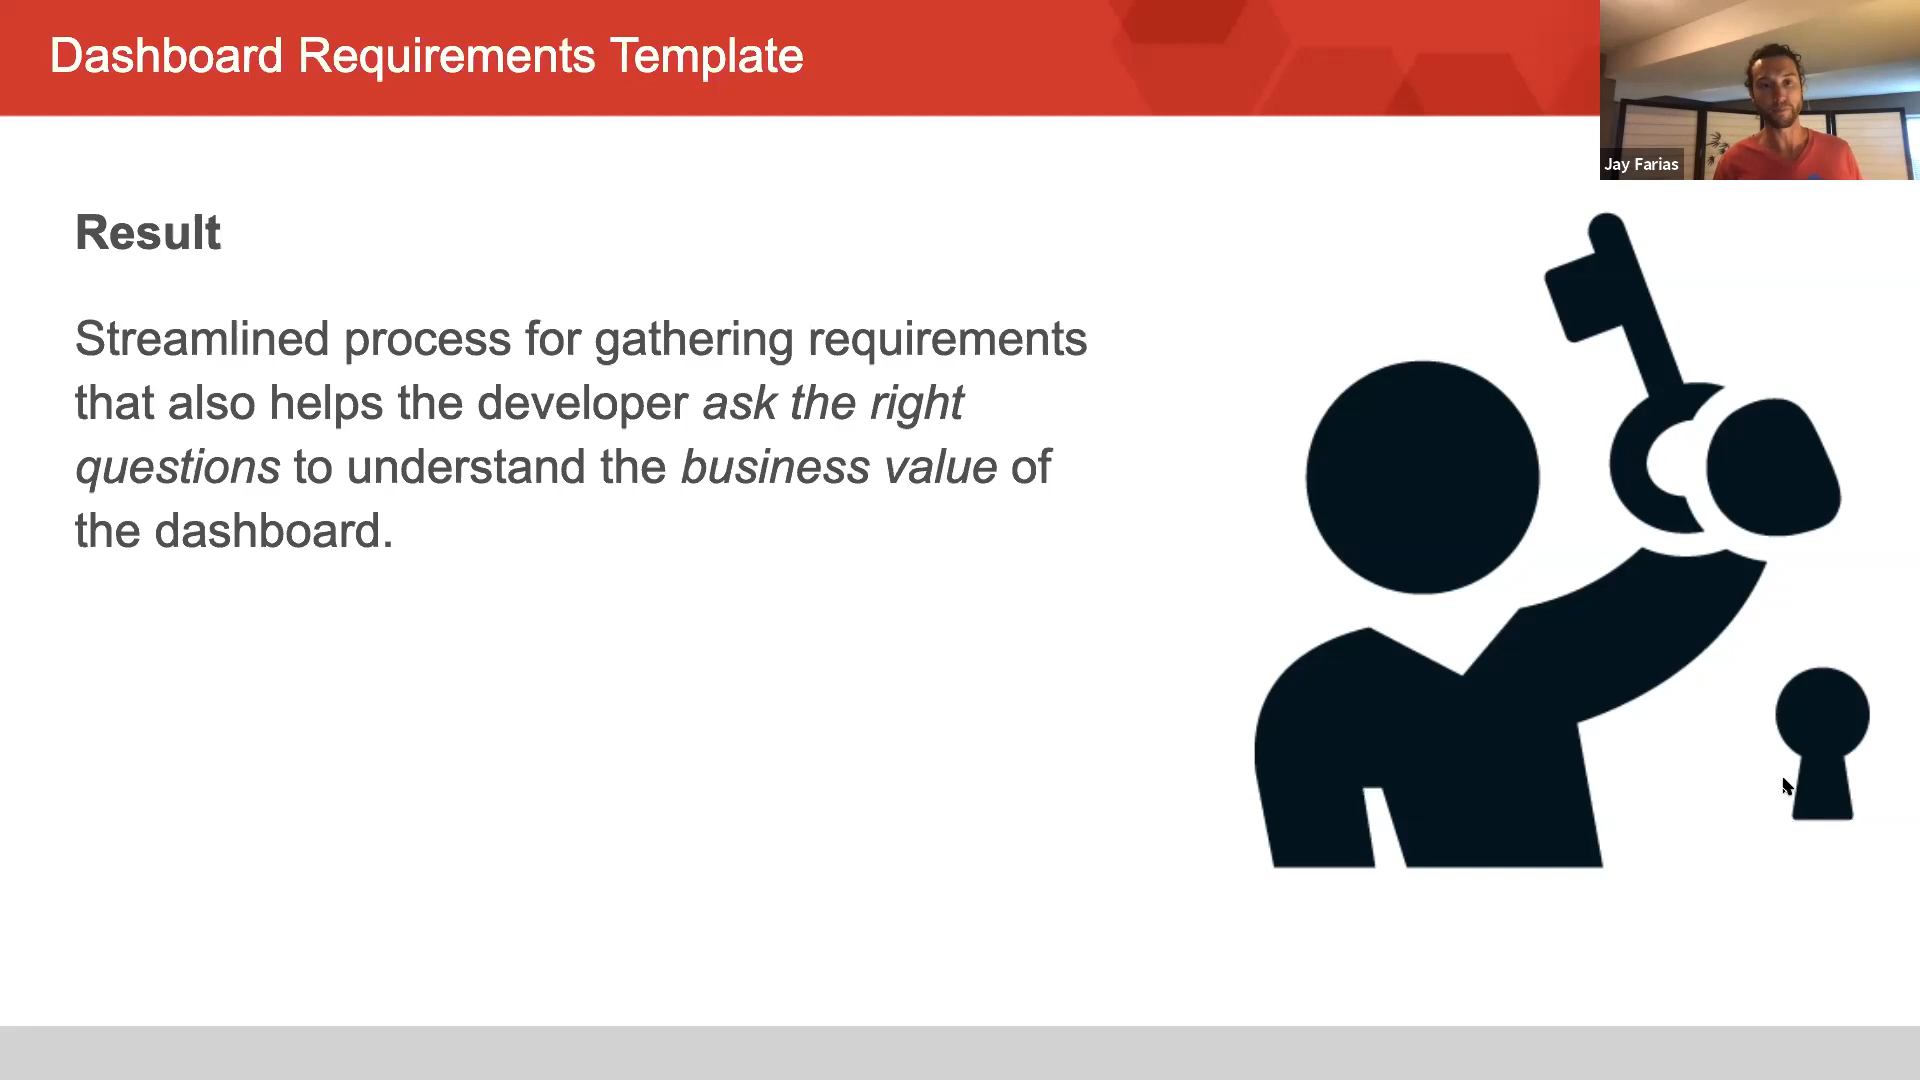 Dashboard Requirements Template
Jay Farias
Result
Streamlined process for gathering requirements
that also helps the developer ask the right
questions to understand the business value of
the dashboard.